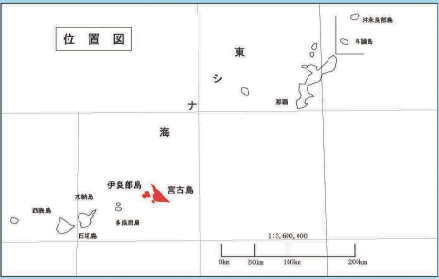 位置図
沖永良部島
与論島
東
シ
ナ
海
那覇
伊良部島
宮古島
水納島
多良間島
西表島
石垣島
1:3,600,000
0km 50km 100km 200km